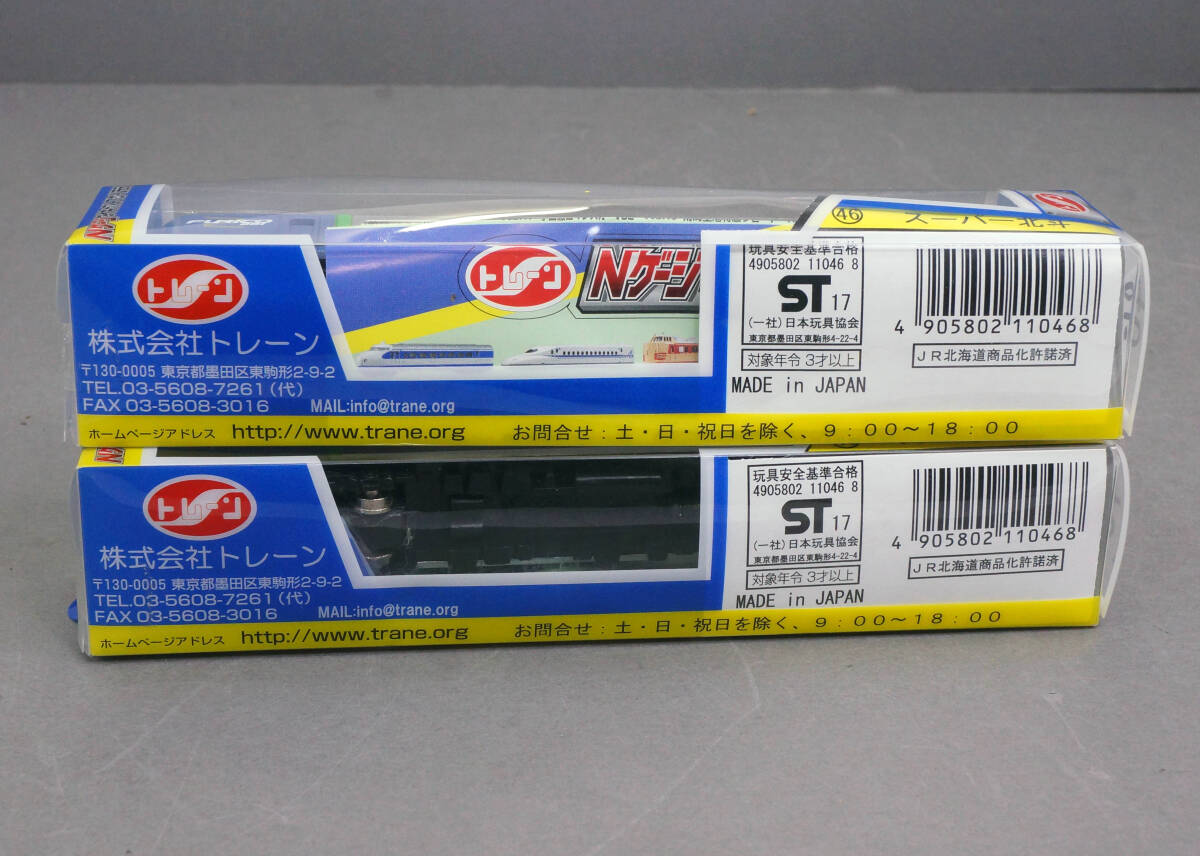 46 スーパー北斗
トレーン
Nゲージ
トレーン
株式会社トレーン
〒130-0005 東京都墨田区東駒形2-9-2
TEL.03-5608-7261(代)
FAX 03-5608-3016 MAIL:info@trane.org
ホームページアドレス http://www.trane.org お問合せ:土・日・祝日を除く、9:00～18:00
玩具安全基準合格
4905802 11046 8
ST 17
(一社)日本玩具協会
東京都墨田区東駒形4-22-4
対象年令 3才以上
MADE in JAPAN
4 905802 110468
JR北海道商品化許諾済
トレーン
株式会社トレーン
〒130-0005 東京都墨田区東駒形2-9-2
TEL.03-5608-7261(代)
FAX 03-5608-3016 MAIL:info@trane.org
ホームページアドレス http://www.trane.org お問合せ:土・日・祝日を除く、9:00～18:00
玩具安全基準合格
4905802 11046 8
ST 17
(一社)日本玩具協会
東京都墨田区東駒形4-22-4
対象年令 3才以上
MADE in JAPAN
4 905802 110468
JR北海道商品化許諾済